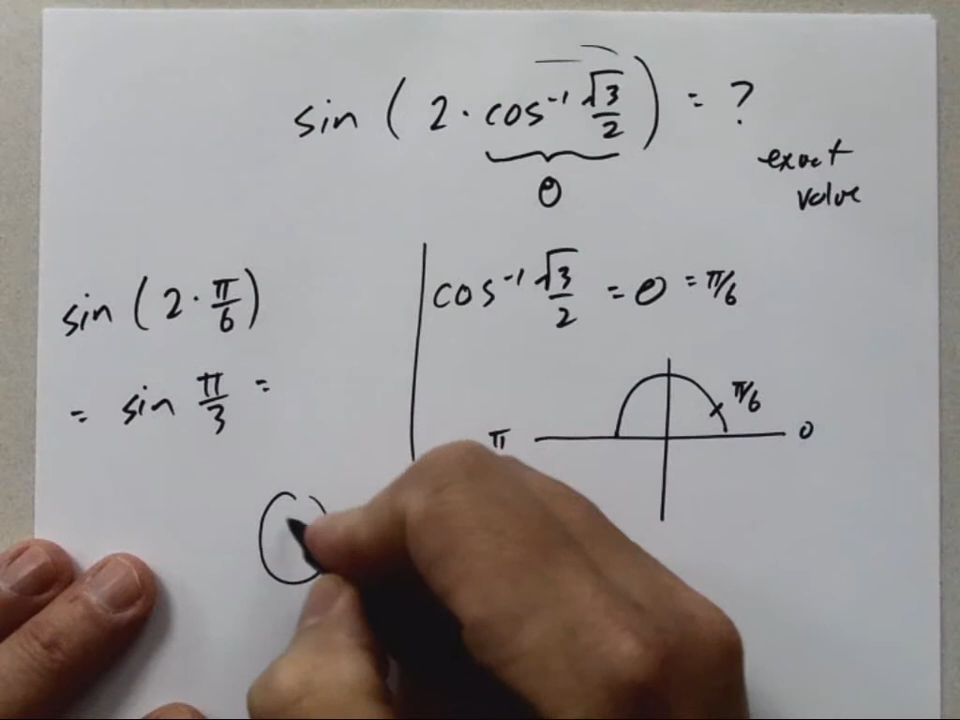 sin ( 2 · cos⁻¹ √3/2 ) = ?
θ
exact
value
sin ( 2 · π/6 )
= sin π/3 =
cos⁻¹ √3/2 = θ = π/6
π/6
π 0